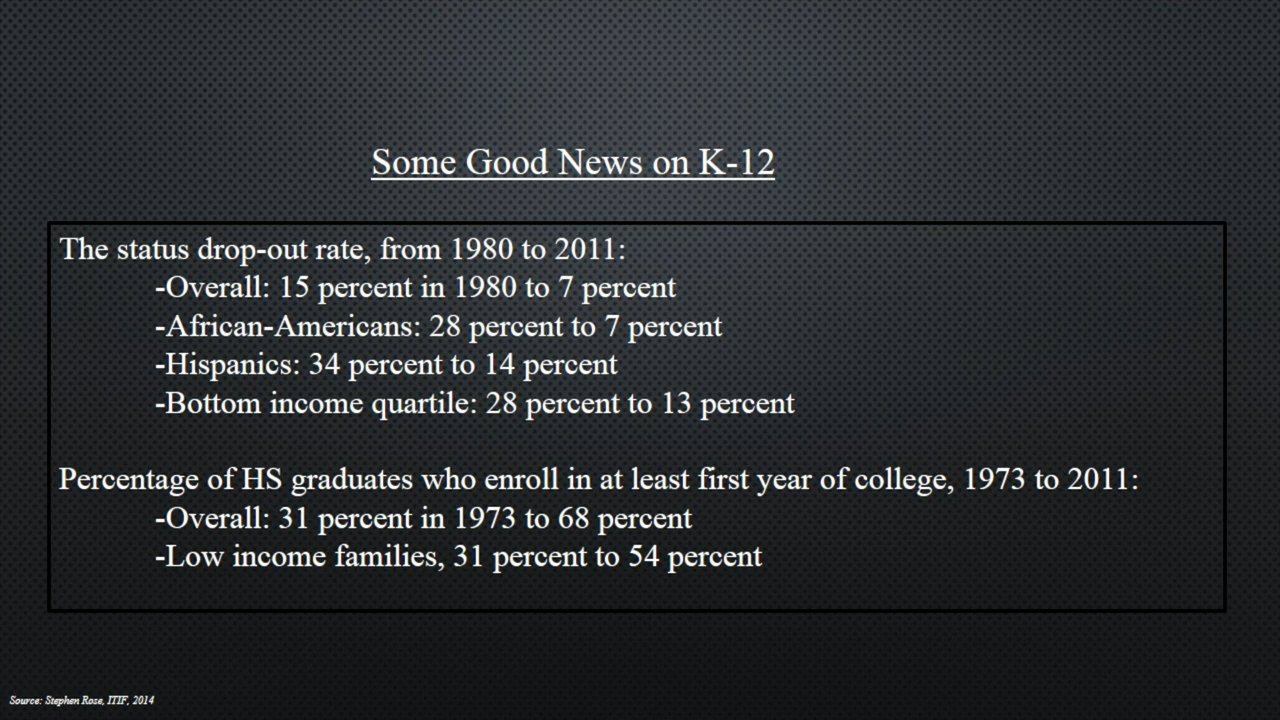 Some Good News on K-12
The status drop-out rate, from 1980 to 2011:
-Overall: 15 percent in 1980 to 7 percent
-African-Americans: 28 percent to 7 percent
-Hispanics: 34 percent to 14 percent
-Bottom income quartile: 28 percent to 13 percent
Percentage of HS graduates who enroll in at least first year of college, 1973 to 2011:
-Overall: 31 percent in 1973 to 68 percent
-Low income families, 31 percent to 54 percent
Source: Stephen Rose, ITIF, 2014